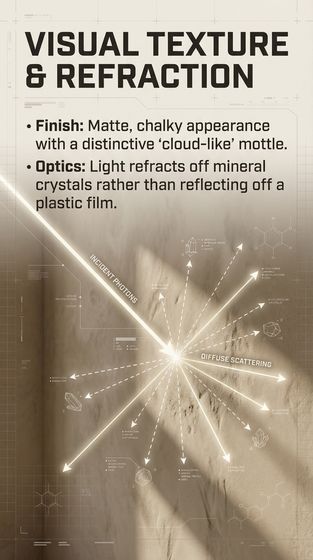 VISUAL TEXTURE
& REFRACTION
• Finish: Matte, chalky appearance
with a distinctive ‘cloud-like’ mottle.
• Optics: Light refracts off mineral
crystals rather than reflecting off a
plastic film.
INCIDENT PHOTONS
DIFFUSE SCATTERING